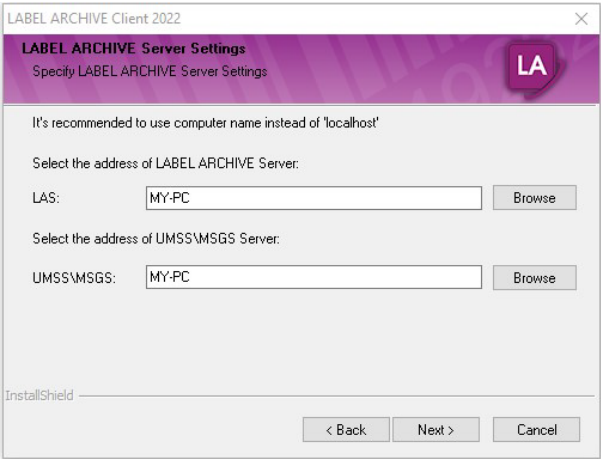 LABEL ARCHIVE Client 2022
LABEL ARCHIVE Server Settings
Specify LABEL ARCHIVE Server Settings
LA
It's recommended to use computer name instead of 'localhost'
Select the address of LABEL ARCHIVE Server:
LAS: MY-PC Browse
Select the address of UMSS\MSGS Server:
UMSS\MSGS: MY-PC Browse
InstallShield
< Back Next > Cancel